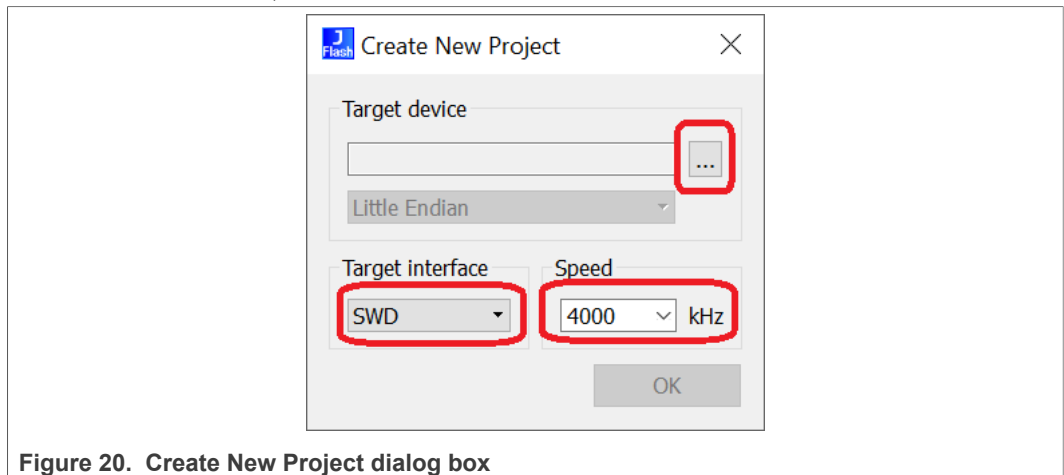 J
Flash
Create New Project
Target device
...
Little Endian
Target interface
Speed
SWD
4000
kHz
OK
Figure 20. Create New Project dialog box